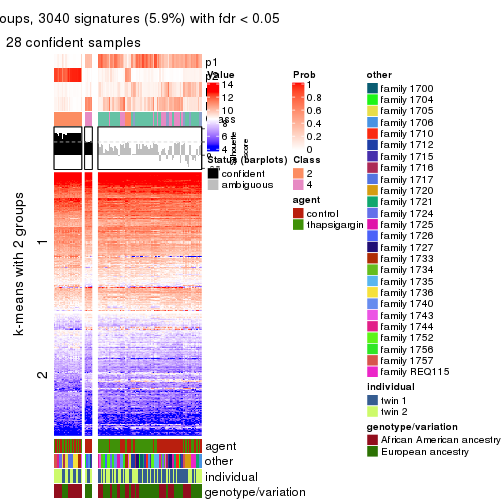 oups, 3040 signatures (5.9%) with fdr < 0.05
28 confident samples
p1
p2
Value
14
12
10
8
6
4
Prob
1
0.8
0.6
0.4
0.2
0
Status (barplots)
confident
ambiguous
Class
2
4
agent
control
thapsigargin
other
family 1700
family 1704
family 1705
family 1706
family 1710
family 1712
family 1715
family 1716
family 1717
family 1720
family 1721
family 1724
family 1725
family 1726
family 1727
family 1733
family 1734
family 1735
family 1736
family 1740
family 1743
family 1744
family 1752
family 1756
family 1757
family REQ115
individual
twin 1
twin 2
genotype/variation
African American ancestry
European ancestry
k-means with 2 groups
1
2
agent
other
individual
genotype/variation